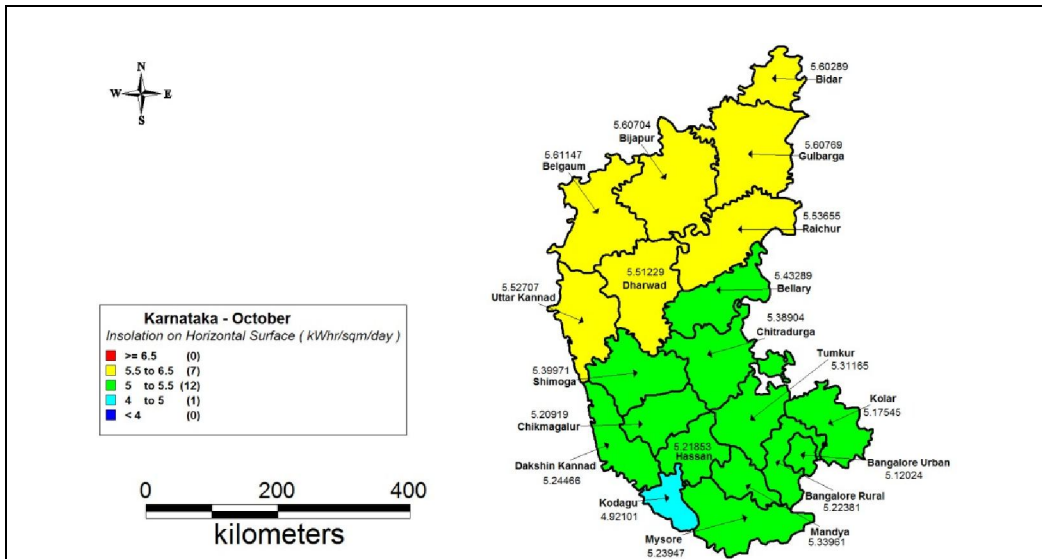 N
W E
S
5.60289
Bidar
5.60704
Bijapur
5.60769
Gulbarga
5.61147
Belgaum
5.53655
Raichur
5.51229
Dharwad
5.52707
Uttar Kannad
5.43289
Bellary
5.38904
Chitradurga
Tumkur
5.31165
5.39971
Shimoga
Kolar
5.17545
5.20919
Chikmagalur
5.21853
Hassan
Dakshin Kannad
5.24466
Bangalore Urban
5.12024
Bangalore Rural
5.22381
Kodagu
4.92101
Mandya
5.33961
Mysore
5.23947
Karnataka - October
Insolation on Horizontal Surface ( kWhr/sqm/day )
>= 6.5 (0)
5.5 to 6.5 (7)
5 to 5.5 (12)
4 to 5 (1)
< 4 (0)
0 200 400
kilometers